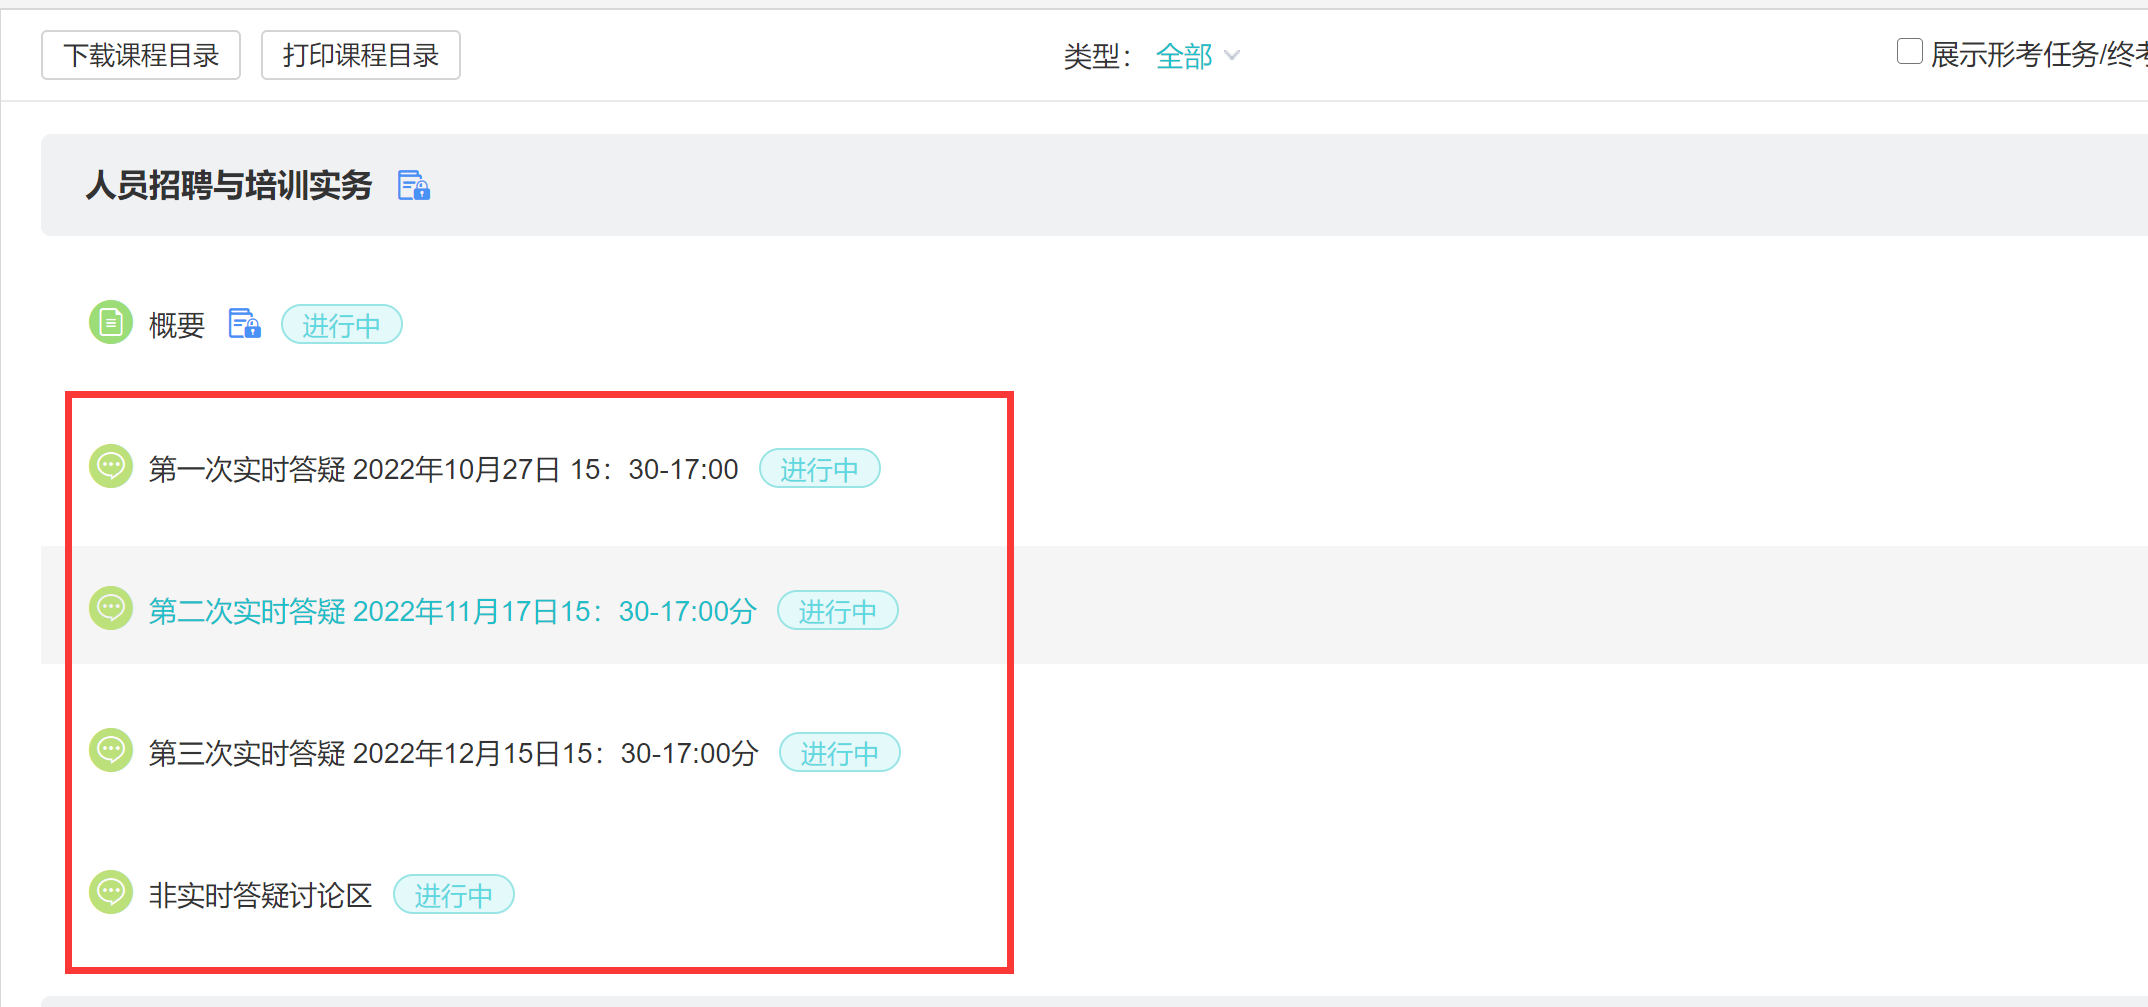 下载课程目录 打印课程目录 类型： 全部 展示形考任务/终
人员招聘与培训实务
概要 进行中
第一次实时答疑 2022年10月27日 15：30-17:00 进行中
第二次实时答疑 2022年11月17日15：30-17:00分 进行中
第三次实时答疑 2022年12月15日15：30-17:00分 进行中
非实时答疑讨论区 进行中